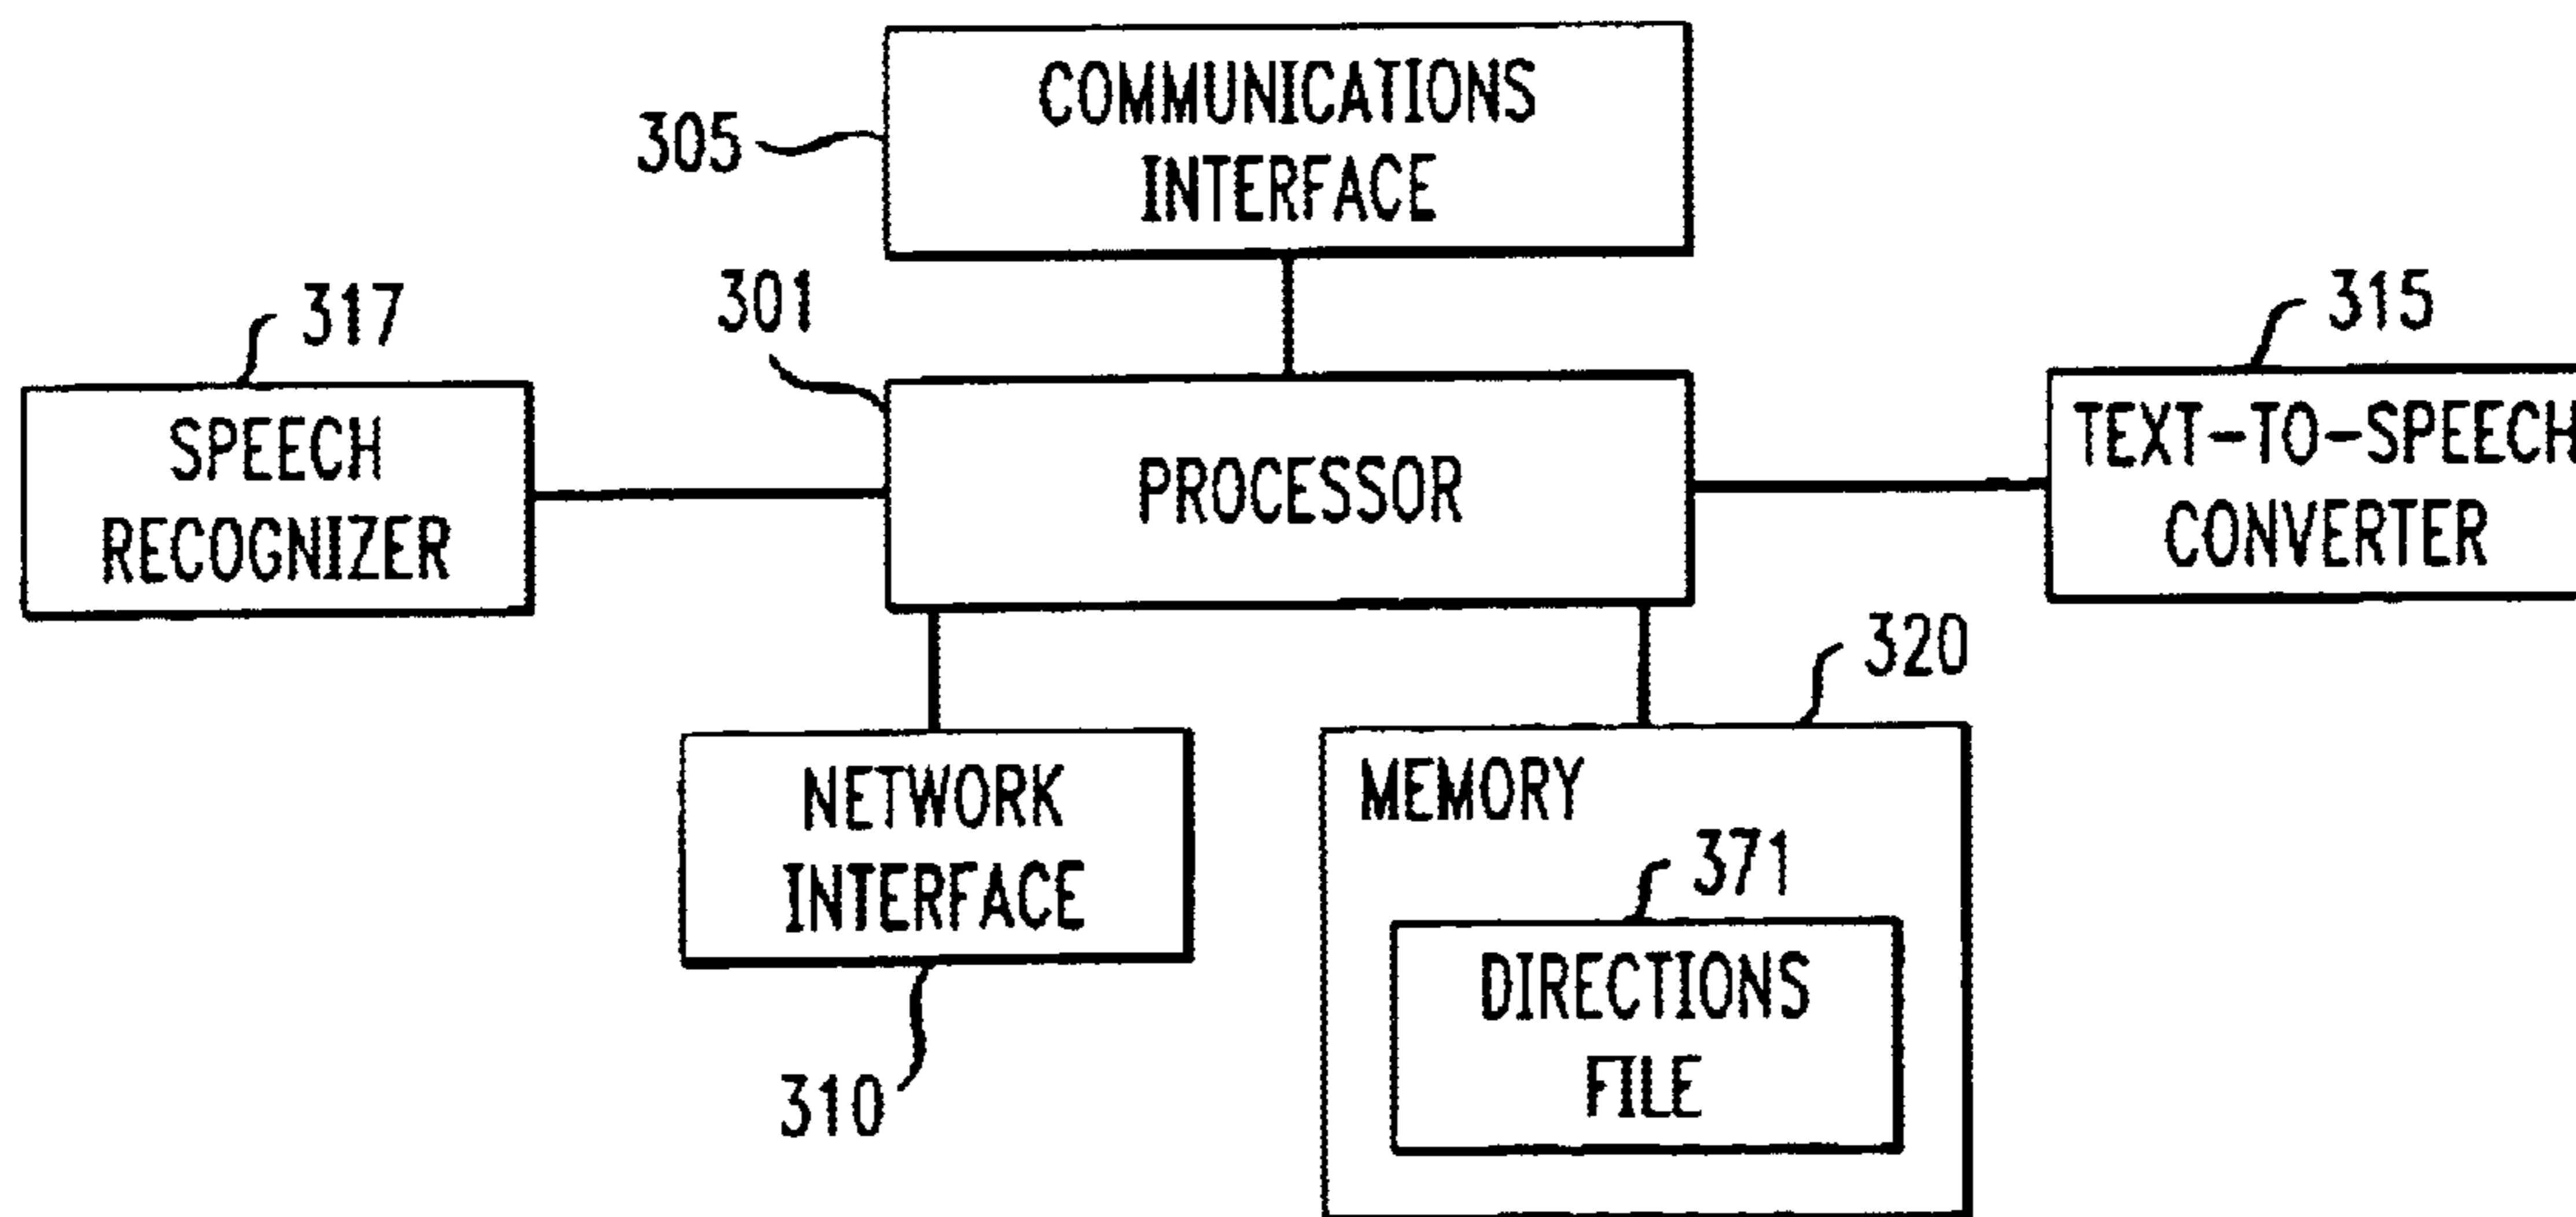 COMMUNICATIONS
INTERFACE
305
301
317
315
SPEECH
RECOGNIZER
PROCESSOR
TEXT-TO-SPEECH
CONVERTER
320
NETWORK
INTERFACE
310
MEMORY
371
DIRECTIONS
FILE